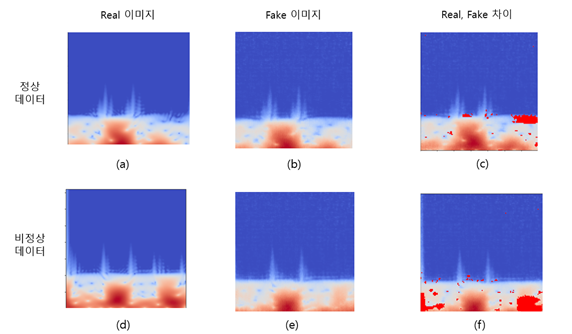 Real 이미지
Fake 이미지
Real, Fake 차이
정상
데이터
(a)
(b)
(c)
비정상
데이터
(d)
(e)
(f)